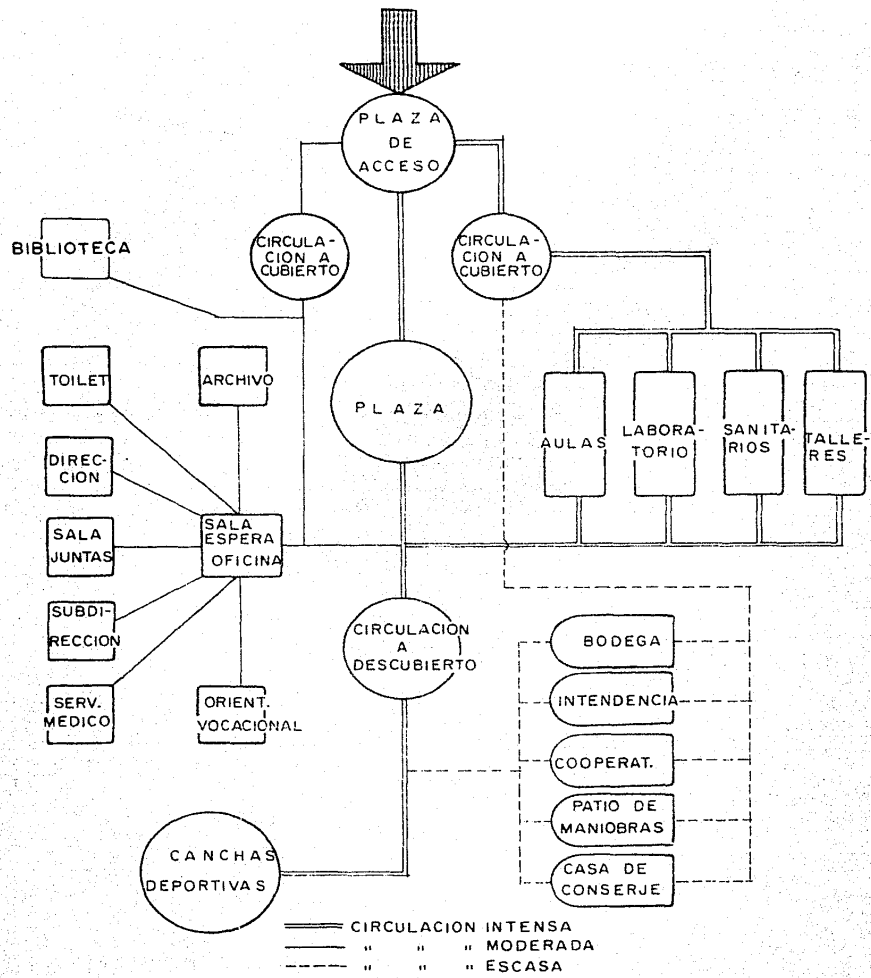 PLAZA
DE
ACCESO
CIRCULA-
CION A
CUBIERTO
CIRCULA-
CION A
CUBIERTO
BIBLIOTECA
TOILET
ARCHIVO
PLAZA
AULAS
LABORA-
TORIO
SANITA-
RIOS
TALLE-
RES
DIREC-
CION
SALA
ESPERA
OFICINA
SALA
JUNTAS
SUBDI-
RECCION
SERV.
MEDICO
ORIENT.
VOCACIONAL
CIRCULACION
A
DESCUBIERTO
BODEGA
INTENDENCIA
COOPERAT.
PATIO DE
MANIOBRAS
CASA DE
CONSERJE
CANCHAS
DEPORTIVAS
CIRCULACION INTENSA
" " " MODERADA
" " " ESCASA